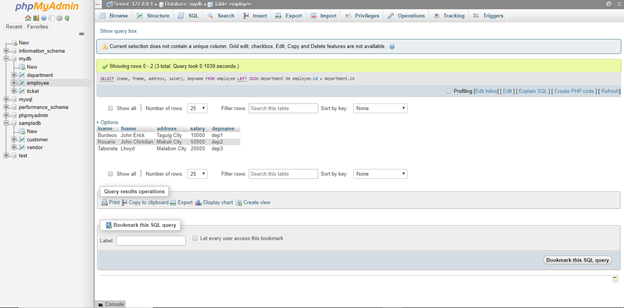 phpMyAdmin
Server: 127.0.0.1 » Database: mydb » Table: employee
Browse Structure SQL Search Insert Export Import Privileges Operations Tracking Triggers
Recent Favorites
New
information_schema
mydb
New
department
employee
ticket
mysql
performance_schema
phpmyadmin
sampledb
New
customer
vendor
test
Show query box
Current selection does not contain a unique column. Grid edit, checkbox, Edit, Copy and Delete features are not available.
Showing rows 0 - 2 (3 total, Query took 0.1039 seconds.)
SELECT lname, fname, address, salary, depname FROM employee LEFT JOIN department ON employee.id = department.id
Profiling [Edit inline] [ Edit ] [ Explain SQL ] [ Create PHP code ] [ Refresh]
Show all Number of rows: 25 Filter rows: Search this table Sort by key: None
+ Options
lname fname address salary depname
Burdeos John Erick Taguig City 10000 dep1
Rosario John Christian Makati City 50000 dep2
Taborete Lhoyd Malabon City 20000 dep3
Show all Number of rows: 25 Filter rows: Search this table Sort by key: None
Query results operations
Print Copy to clipboard Export Display chart Create view
Bookmark this SQL query
Label: Let every user access this bookmark
Bookmark this SQL query
Console